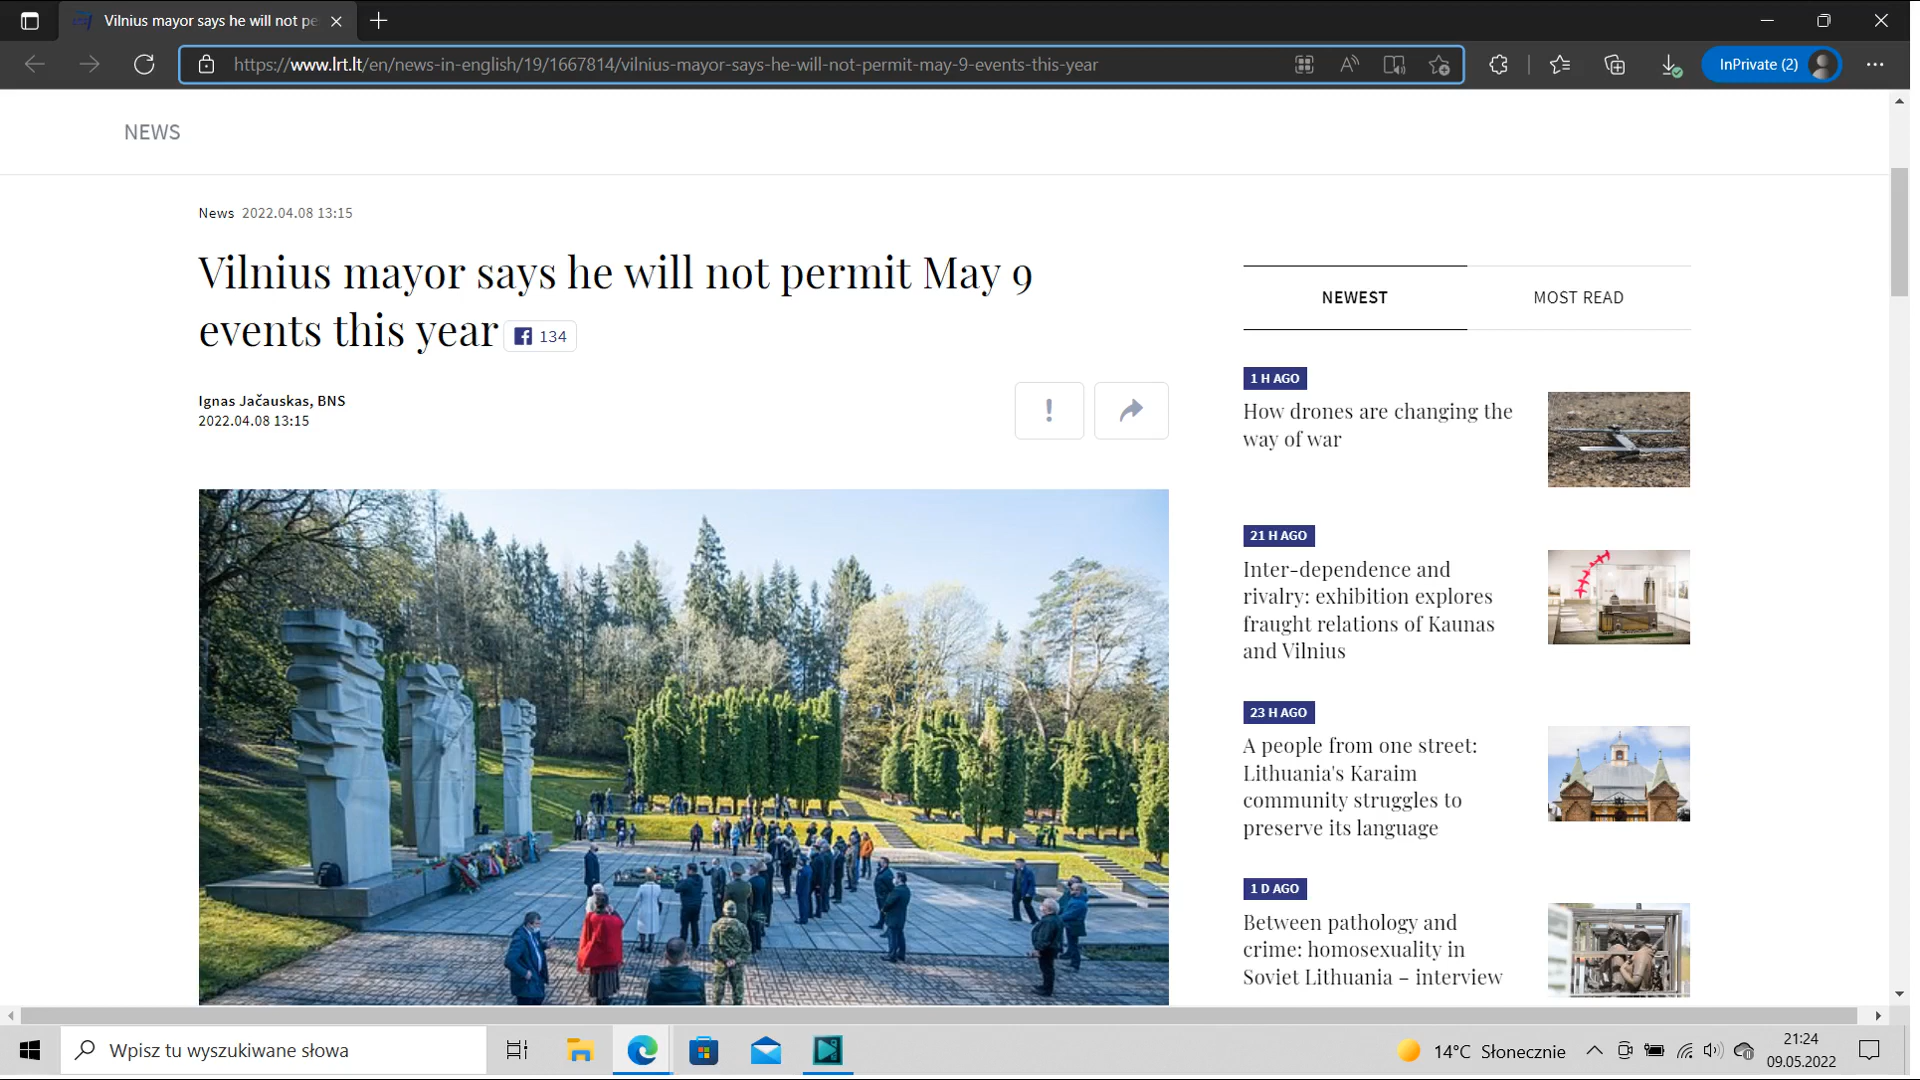 Vilnius mayor says he will not pe
https://www.lrt.lt/en/news-in-english/19/1667814/vilnius-mayor-says-he-will-not-permit-may-9-events-this-year
InPrivate (2)
NEWS
News 2022.04.08 13:15
Vilnius mayor says he will not permit May 9
events this year 134
Ignas Jačauskas, BNS
2022.04.08 13:15
NEWEST
MOST READ
1 H AGO
How drones are changing the
way of war
21 H AGO
Inter-dependence and
rivalry: exhibition explores
fraught relations of Kaunas
and Vilnius
23 H AGO
A people from one street:
Lithuania's Karaim
community struggles to
preserve its language
1 D AGO
Between pathology and
crime: homosexuality in
Soviet Lithuania – interview
Wpisz tu wyszukiwane słowa
14°C Słonecznie
21:24
09.05.2022